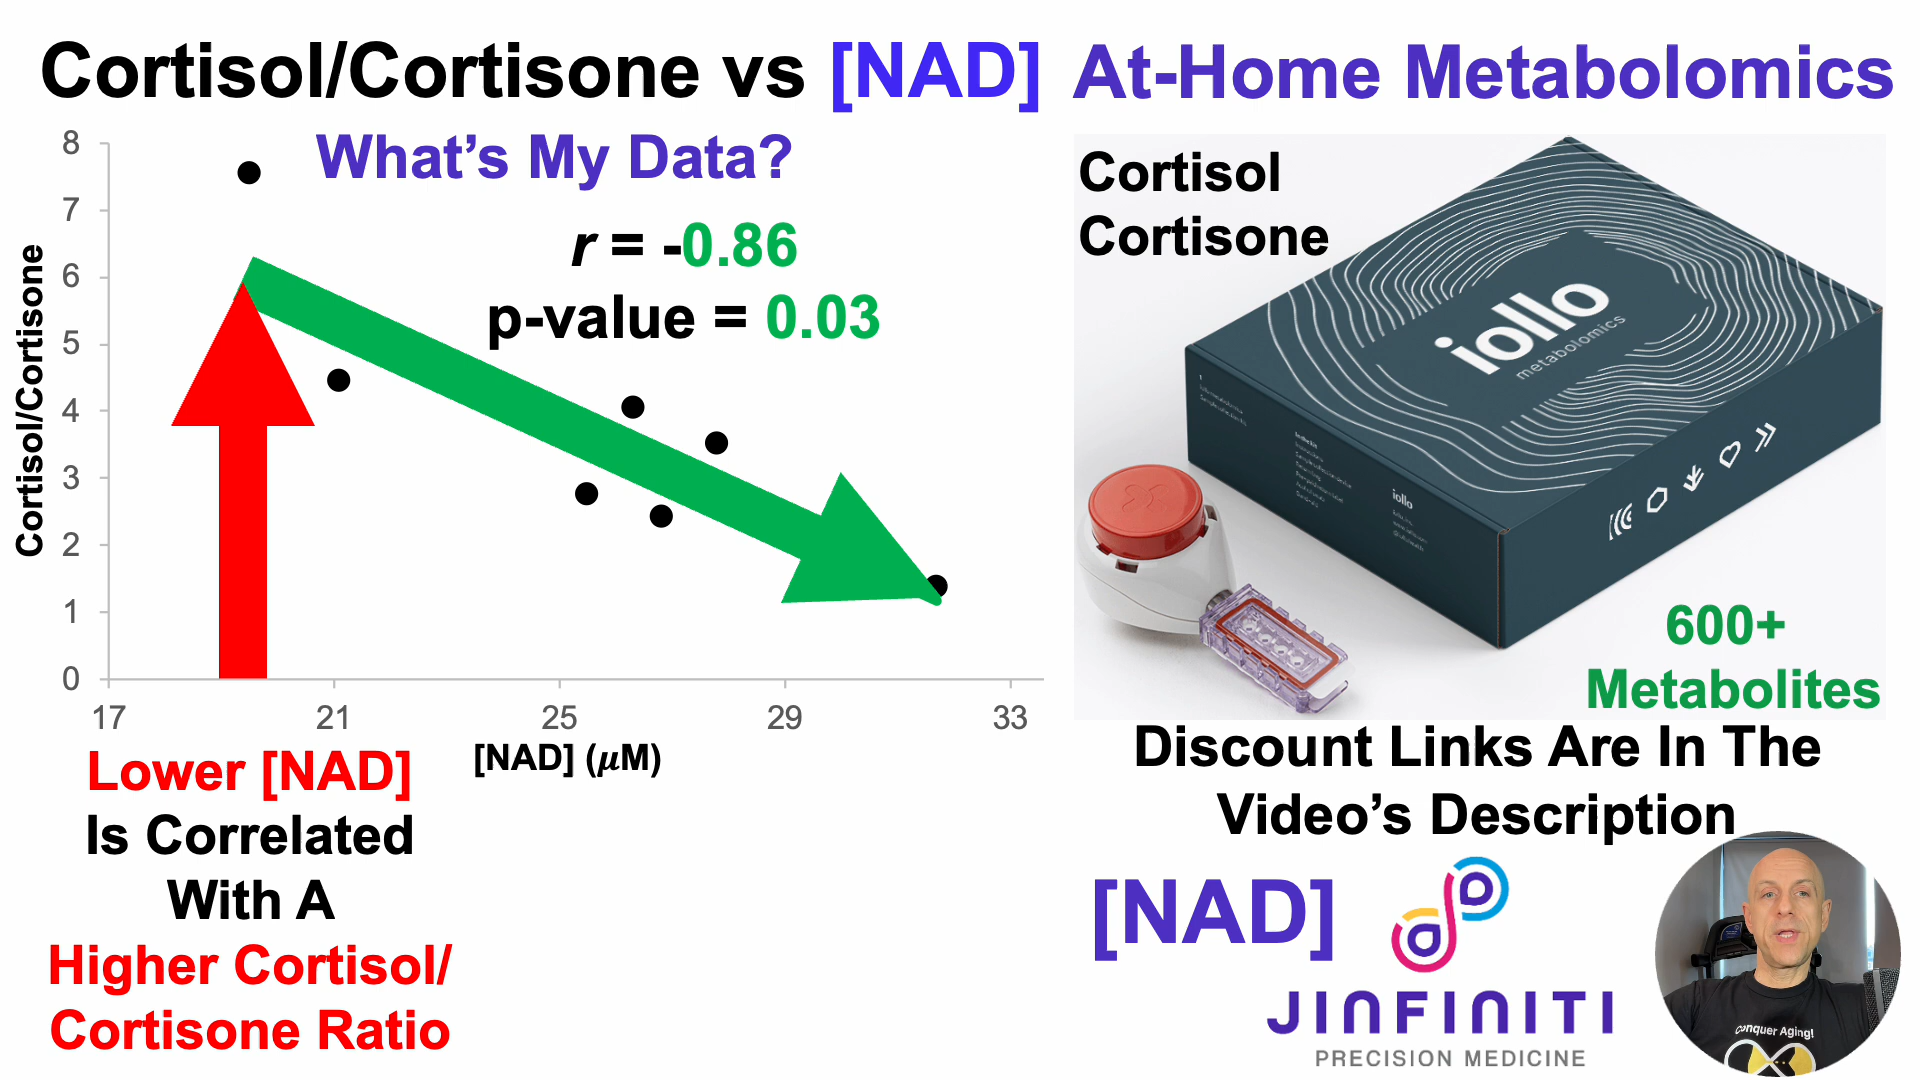 Cortisol/Cortisone vs [NAD]
At-Home Metabolomics
What’s My Data?
r = -0.86
p-value = 0.03
8
7
6
5
4
3
2
1
0
Cortisol/Cortisone
17
21
25
29
33
[NAD] (μM)
Lower [NAD]
Is Correlated
With A
Higher Cortisol/
Cortisone Ratio
Cortisol
Cortisone
iollo
metabolomics
iollo
600+
Metabolites
Discount Links Are In The
Video’s Description
[NAD]
JINFINITI
PRECISION MEDICINE
Conquer Aging!